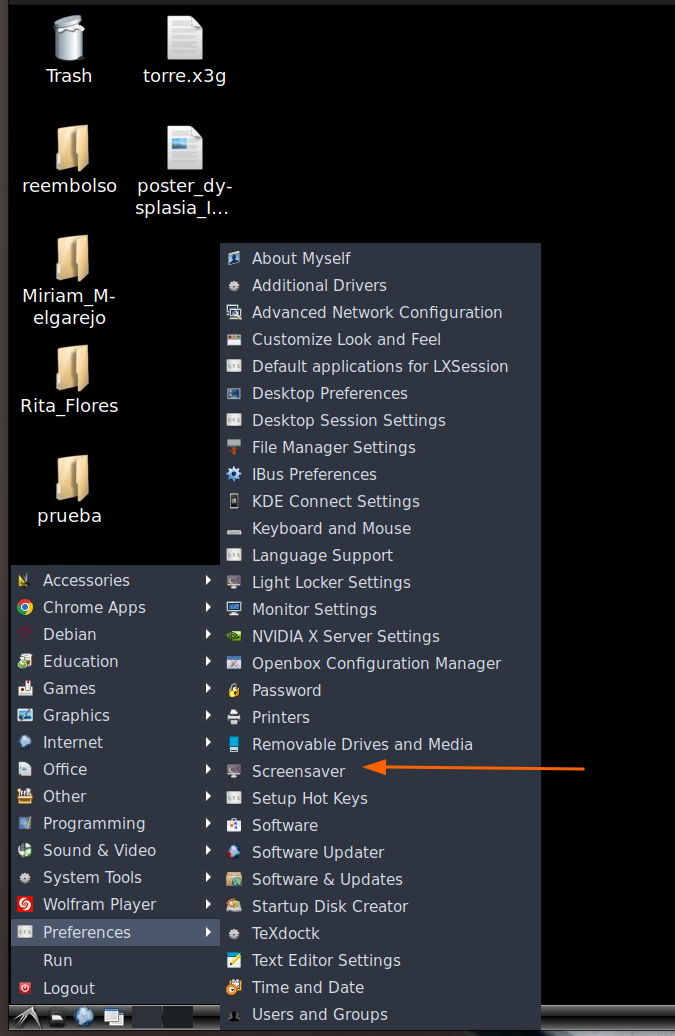 Trash
torre.x3g
reembolso
poster_dy-
splasia_I...
Miriam_M-
elgarejo
Rita_Flores
prueba
Accessories
Chrome Apps
Debian
Education
Games
Graphics
Internet
Office
Other
Programming
Sound & Video
System Tools
Wolfram Player
Preferences
Run
Logout
About Myself
Additional Drivers
Advanced Network Configuration
Customize Look and Feel
Default applications for LXSession
Desktop Preferences
Desktop Session Settings
File Manager Settings
IBus Preferences
KDE Connect Settings
Keyboard and Mouse
Language Support
Light Locker Settings
Monitor Settings
NVIDIA X Server Settings
Openbox Configuration Manager
Password
Printers
Removable Drives and Media
Screensaver
Setup Hot Keys
Software
Software Updater
Software & Updates
Startup Disk Creator
TeXdoctk
Text Editor Settings
Time and Date
Users and Groups